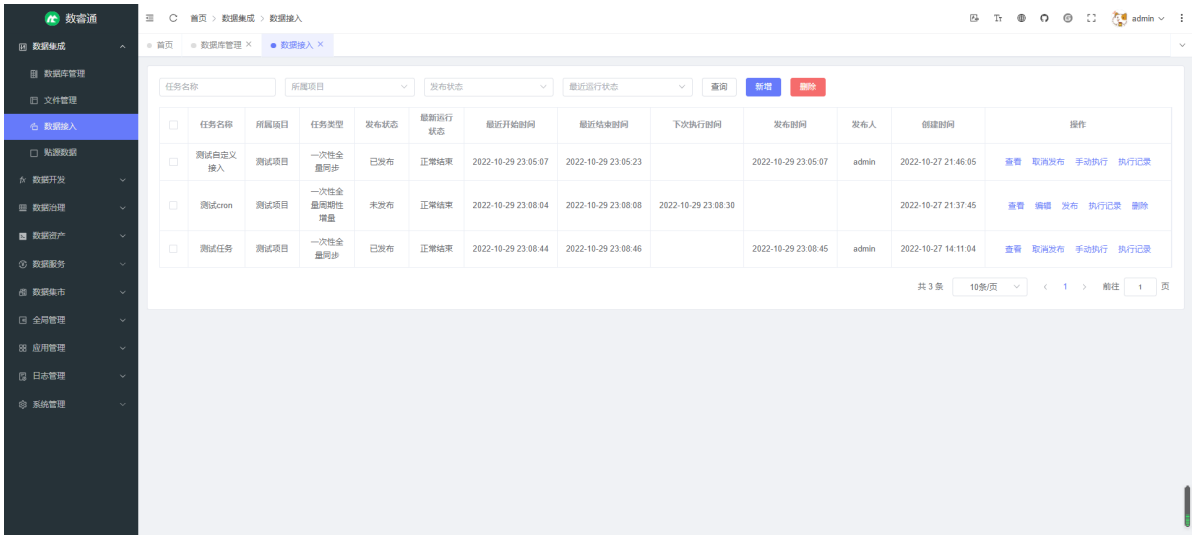 数睿通
首页 > 数据集成 > 数据接入
admin
数据集成
数据库管理
文件管理
数据接入
贴源数据
数据开发
数据治理
数据资产
数据服务
数据集市
全局管理
应用管理
日志管理
系统管理
首页 数据库管理 × 数据接入 ×
任务名称 所属项目 发布状态 最近运行状态 查询 新增 删除
任务名称 所属项目 任务类型 发布状态 最新运行状态 最近开始时间 最近结束时间 下次执行时间 发布时间 发布人 创建时间 操作
测试自定义接入 测试项目 一次性全量同步 已发布 正常结束 2022-10-29 23:05:07 2022-10-29 23:05:23 2022-10-29 23:05:07 admin 2022-10-27 21:46:05 查看 取消发布 手动执行 执行记录
测试cron 测试项目 一次性全量周期性增量 未发布 正常结束 2022-10-29 23:08:04 2022-10-29 23:08:08 2022-10-29 23:08:30 2022-10-27 21:37:45 查看 编辑 发布 执行记录 删除
测试任务 测试项目 一次性全量同步 已发布 正常结束 2022-10-29 23:08:44 2022-10-29 23:08:46 2022-10-29 23:08:45 admin 2022-10-27 14:11:04 查看 取消发布 手动执行 执行记录
共 3 条 10条/页 < 1 > 前往 1 页